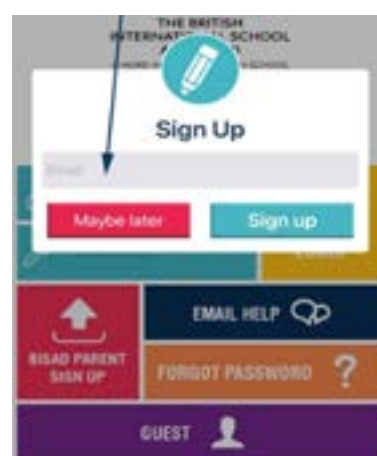 THE BRITISH
INTERNATIONAL SCHOOL
Sign Up
Email
Maybe later
Sign up
EMAIL HELP
BISAD PARENT
SIGN UP
FORGOT PASSWORD
?
GUEST